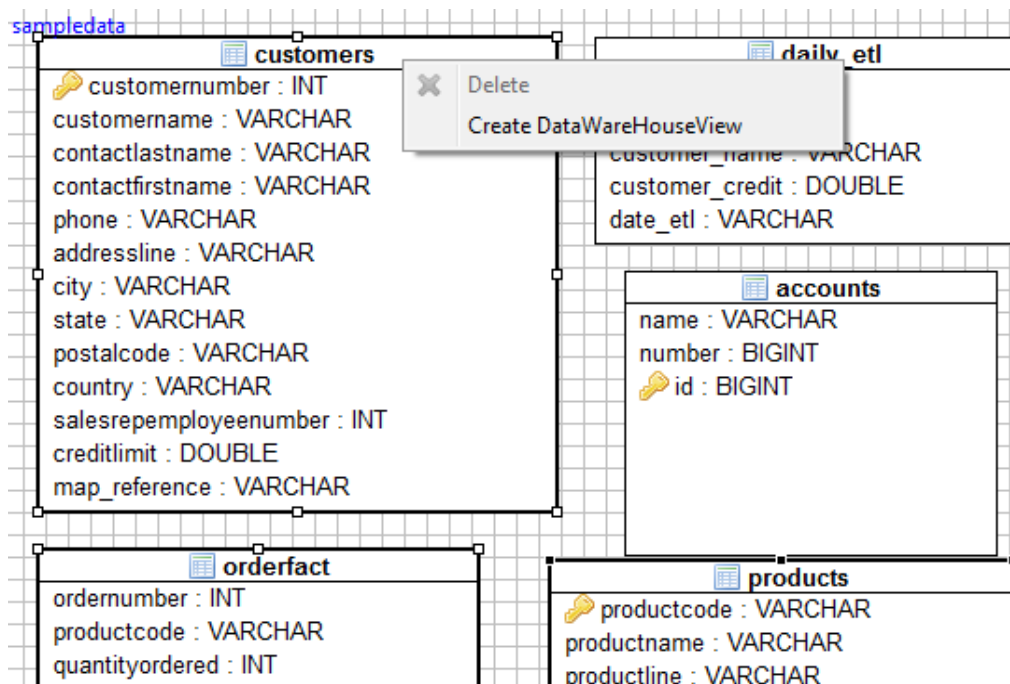 sampledata
customers
customernumber : INT
customername : VARCHAR
contactlastname : VARCHAR
contactfirstname : VARCHAR
phone : VARCHAR
addressline : VARCHAR
city : VARCHAR
state : VARCHAR
postalcode : VARCHAR
country : VARCHAR
salesrepemployeenumber : INT
creditlimit : DOUBLE
map_reference : VARCHAR
Delete
Create DataWareHouseView
daily_etl
customer_name : VARCHAR
customer_credit : DOUBLE
date_etl : VARCHAR
accounts
name : VARCHAR
number : BIGINT
id : BIGINT
orderfact
ordernumber : INT
productcode : VARCHAR
quantityordered : INT
products
productcode : VARCHAR
productname : VARCHAR
productline : VARCHAR